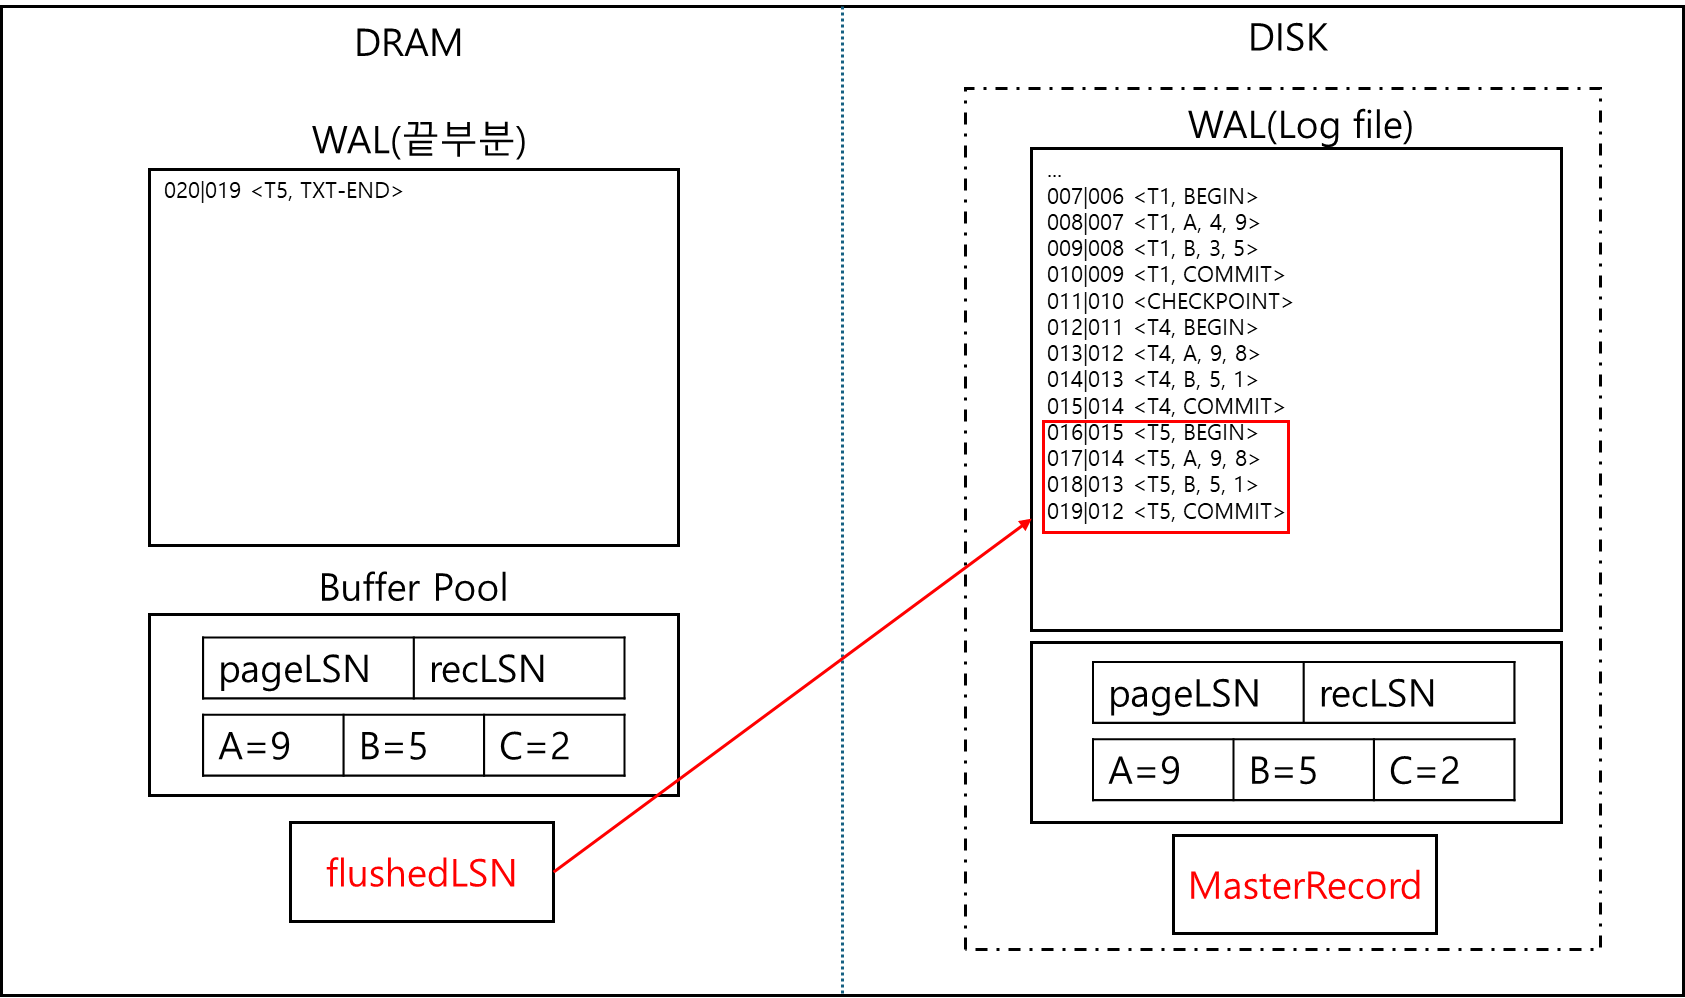 DRAM
WAL(끝부분)
020|019 <T5, TXT-END>
Buffer Pool
pageLSN recLSN
A=9 B=5 C=2
flushedLSN
DISK
WAL(Log file)
...
007|006 <T1, BEGIN>
008|007 <T1, A, 4, 9>
009|008 <T1, B, 3, 5>
010|009 <T1, COMMIT>
011|010 <CHECKPOINT>
012|011 <T4, BEGIN>
013|012 <T4, A, 9, 8>
014|013 <T4, B, 5, 1>
015|014 <T4, COMMIT>
016|015 <T5, BEGIN>
017|014 <T5, A, 9, 8>
018|013 <T5, B, 5, 1>
019|012 <T5, COMMIT>
pageLSN recLSN
A=9 B=5 C=2
MasterRecord